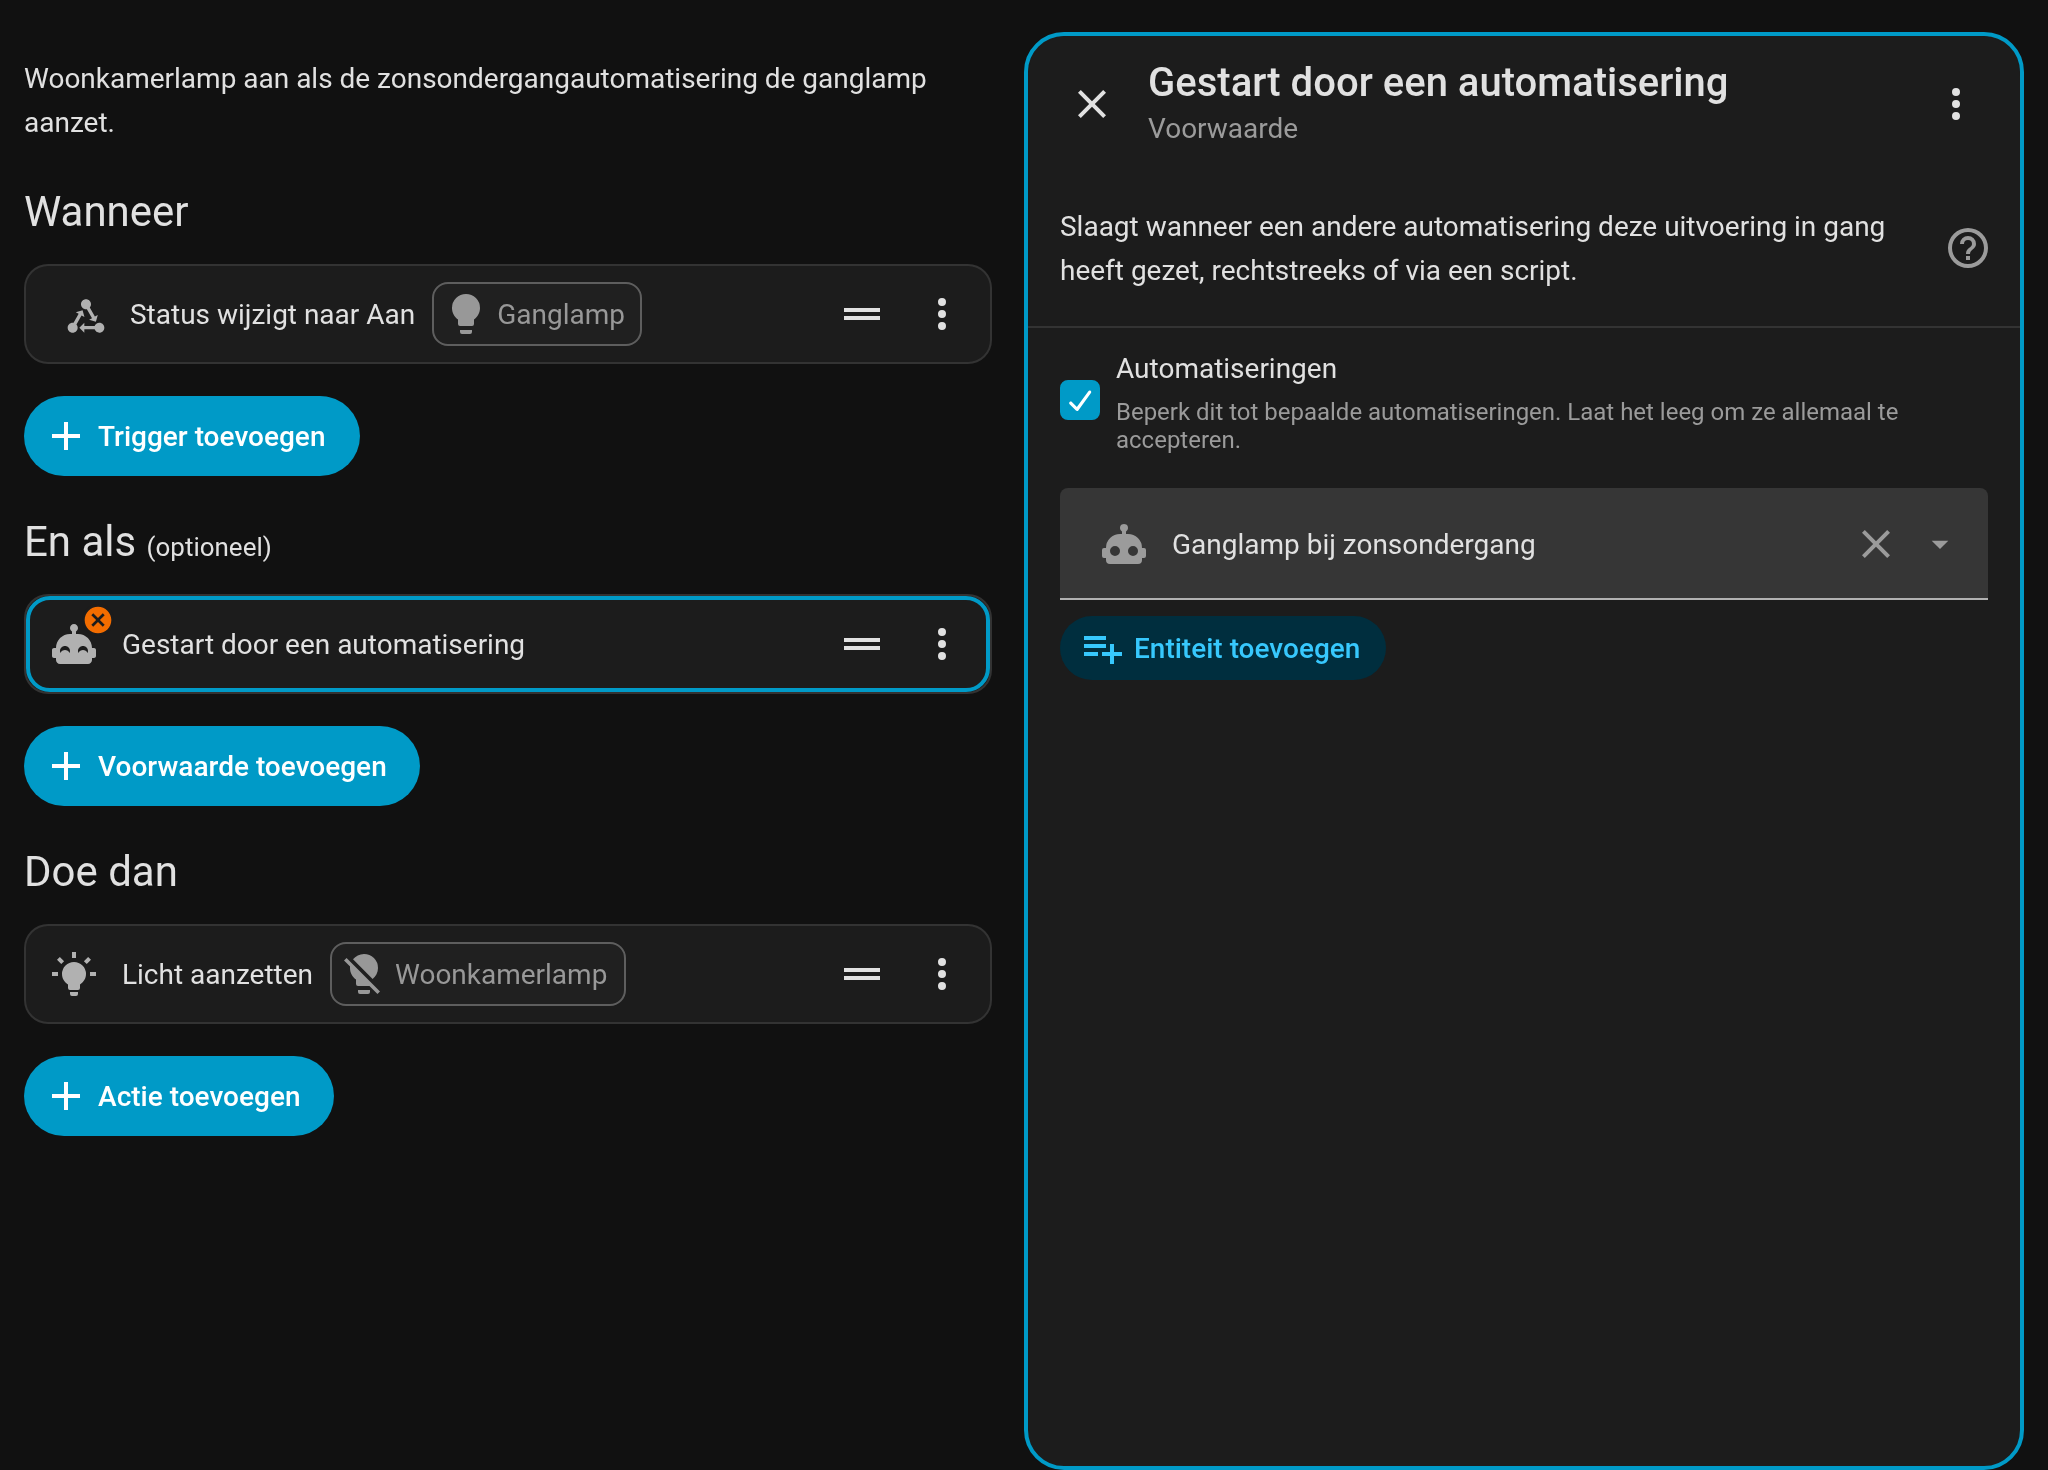 Woonkamerlamp aan als de zonsondergangautomatisering de ganglamp
aanzet.
Wanneer
Status wijzigt naar Aan Ganglamp
Trigger toevoegen
En als (optioneel)
Gestart door een automatisering
Voorwaarde toevoegen
Doe dan
Licht aanzetten Woonkamerlamp
Actie toevoegen
Gestart door een automatisering
Voorwaarde
Slaagt wanneer een andere automatisering deze uitvoering in gang
heeft gezet, rechtstreeks of via een script.
Automatiseringen
Beperk dit tot bepaalde automatiseringen. Laat het leeg om ze allemaal te
accepteren.
Ganglamp bij zonsondergang
Entiteit toevoegen